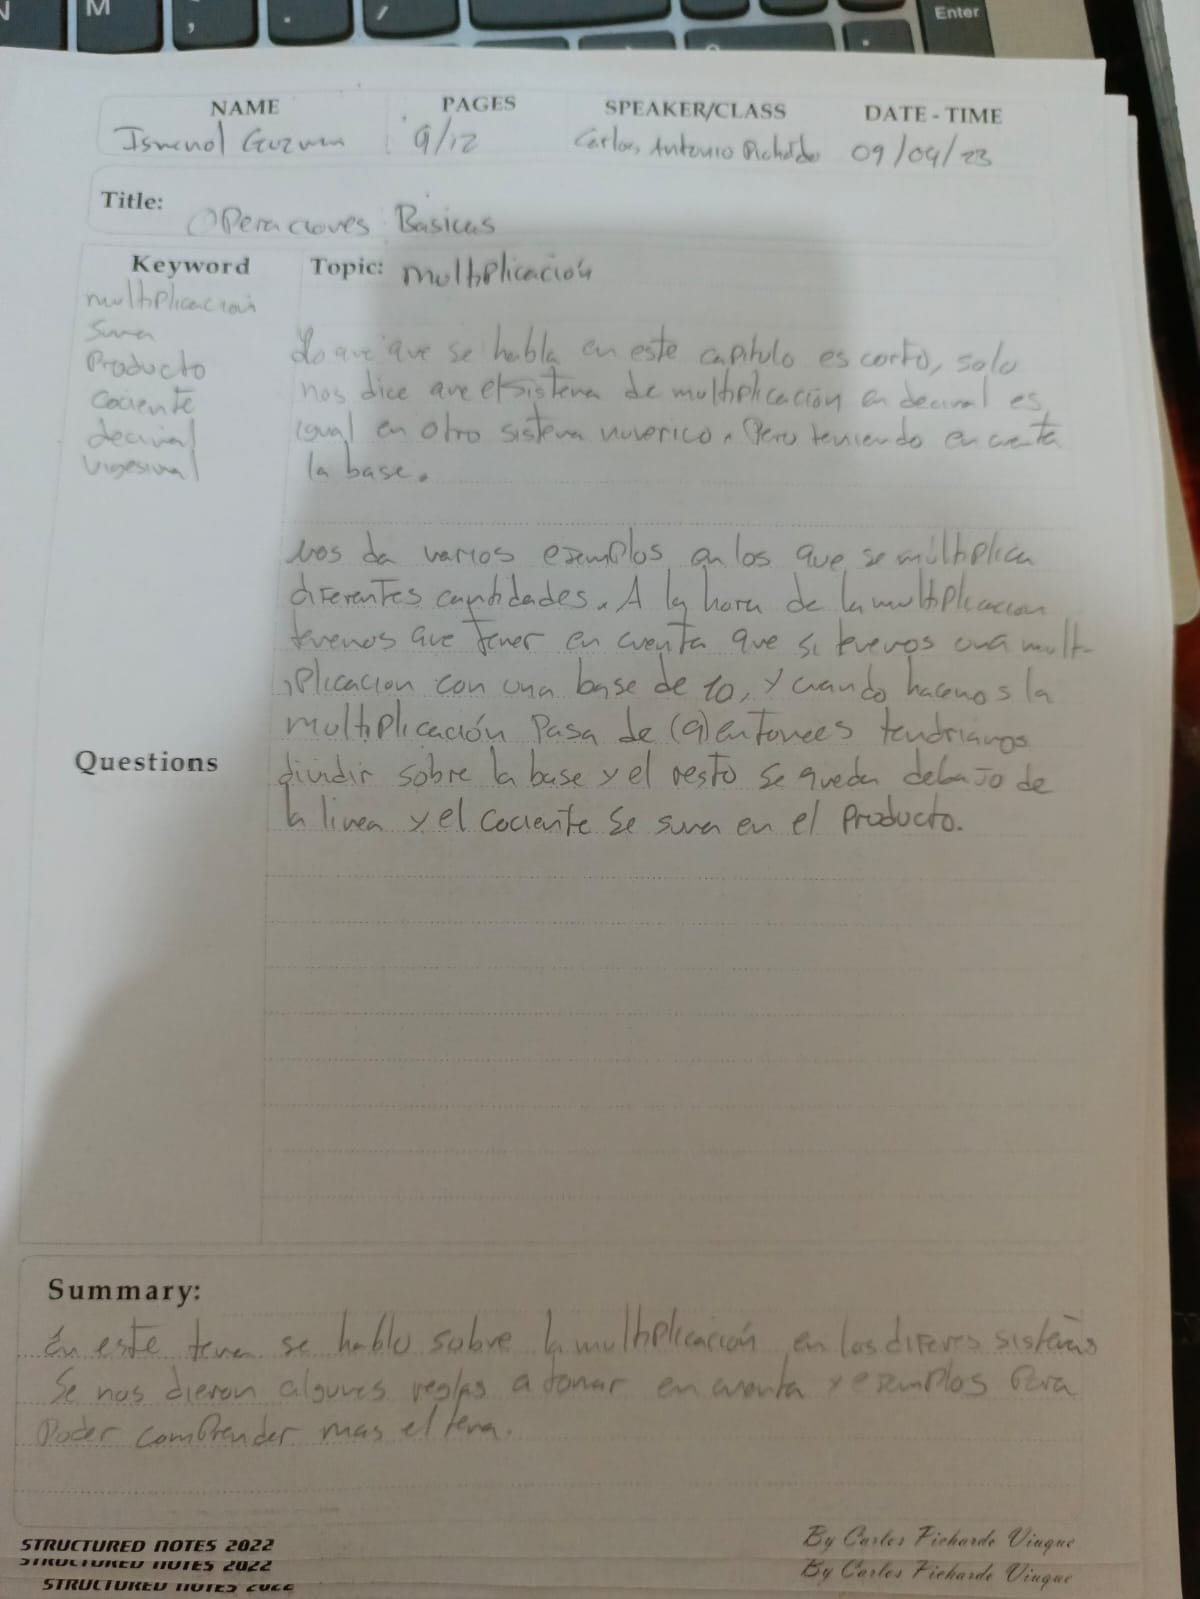 N M , . / Enter
NAME PAGES SPEAKER/CLASS DATE - TIME
Guzman 9/12 Carlos Antonio Pichardo 09/04/23
Title: Operaciones Basicas
Keyword Topic: multiplicación
multiplicación
Suma
Producto
Cociente
decimal
vigesimal
Lo que que se habla en este capitulo es corto, solo
nos dice que el sistema de multiplicación en decimal es
igual en otro sistema numerico. Pero teniendo en cuenta
la base.
Nos da varios ejemplos en los que se multiplica
diferentes cantidades. A la hora de la multiplicacion
tenemos que tener en cuenta que si tenemos una mult-
iplicacion con una base de 10, y cuando hacemos la
multiplicación Pasa de (9) entonces tendriamos
Questions
dividir sobre la base y el resto se queda debajo de
la linea y el cociente se suma en el Producto.
Summary:
En este tema se hablo sobre la multiplicación en los diferes sistemas
Se nos dieron algunes reglas a tomar en cuenta y ejemplos Para
Poder comprender mas el tema.
STRUCTURED NOTES 2022 By Carlos Pichardo Viuque
STRUCTURED NOTES 2022 By Carlos Pichardo Viuque
STRUCTURED NOTES 2022